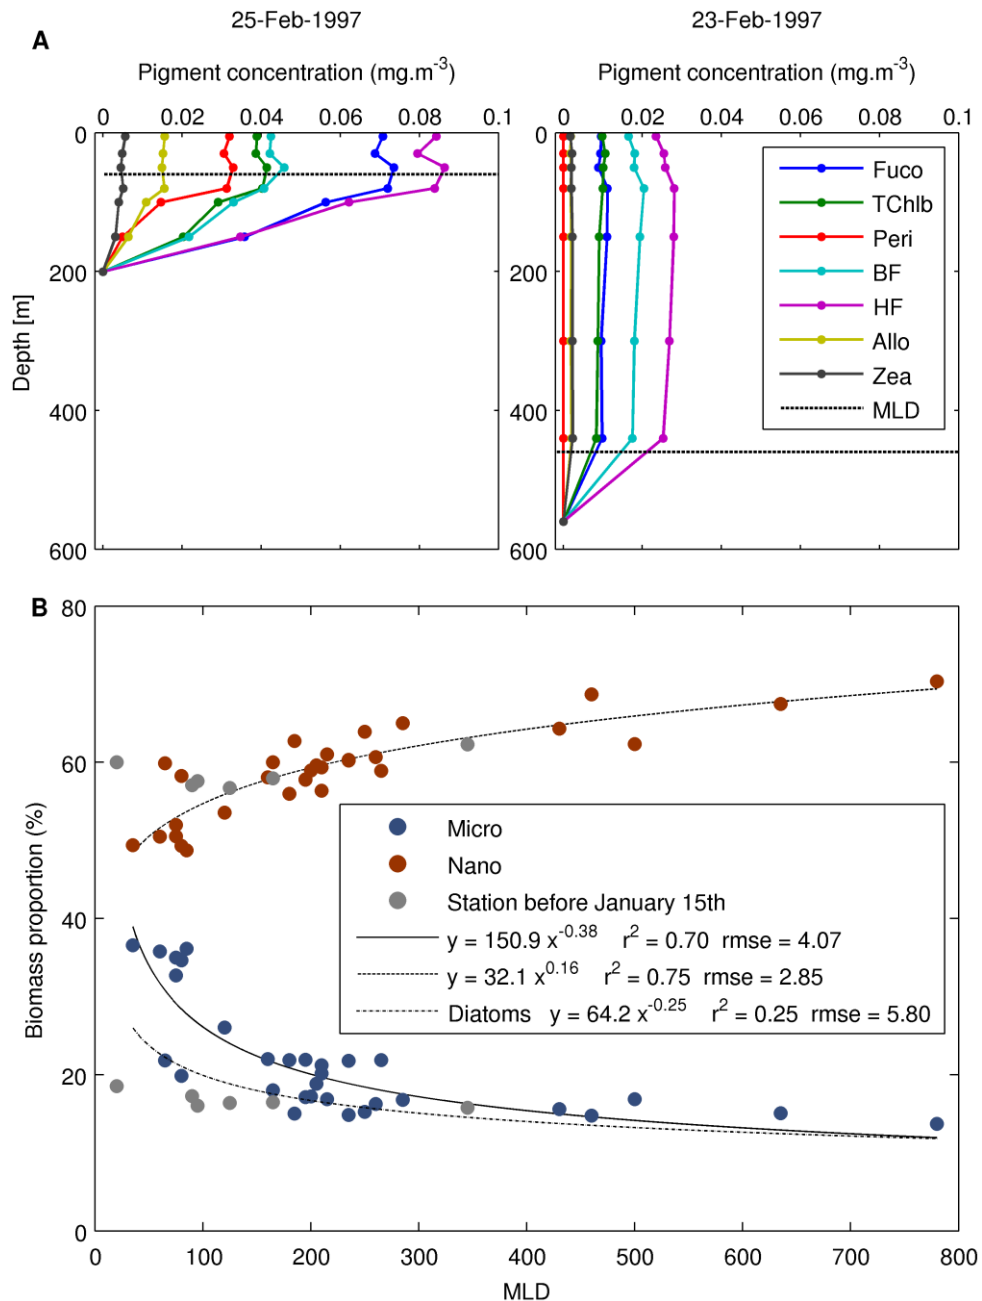 25-Feb-1997
23-Feb-1997
A
Pigment concentration (mg.m-3)
Pigment concentration (mg.m-3)
0 0.02 0.04 0.06 0.08 0.1
0 0.02 0.04 0.06 0.08 0.1
0
200
400
600
Depth [m]
0
200
400
600
Fuco
TChlb
Peri
BF
HF
Allo
Zea
MLD
B
80
60
40
20
0
Biomass proportion (%)
Micro
Nano
Station before January 15th
y = 150.9 x-0.38 r2 = 0.70 rmse = 4.07
y = 32.1 x0.16 r2 = 0.75 rmse = 2.85
Diatoms y = 64.2 x-0.25 r2 = 0.25 rmse = 5.80
0 100 200 300 400 500 600 700 800
MLD